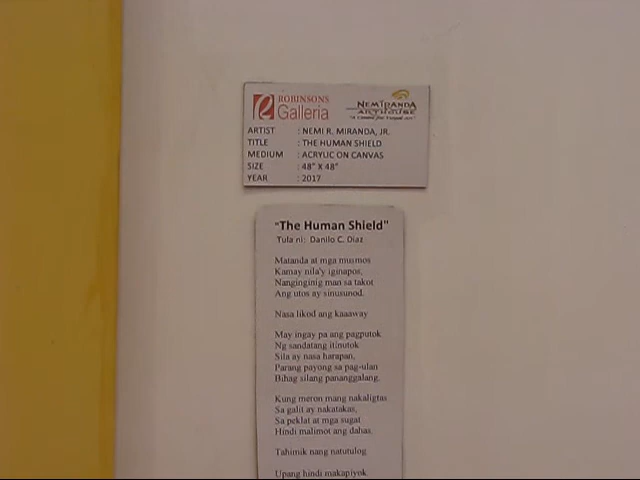 ROBINSONS
Galleria
NEMIRANDA
ARTHOUSE
ARTIST : NEMI R. MIRANDA, JR.
TITLE : THE HUMAN SHIELD
MEDIUM : ACRYLIC ON CANVAS
SIZE : 48" X 48"
YEAR : 2017
"The Human Shield"
Tula ni: Danilo C. Diaz
Matanda at mga musmos
Kamay nila'y iginapos,
Nanginginig man sa takot
Ang utos ay sinusunod.
Nasa likod ang kaaway
May ingay pa ang pagputok
Ng sandatang itinutok
Sila ay nasa harapan,
Parang payong sa pag-ulan
Bihag silang pananggalang.
Kung meron mang nakaligtas
Sa galit ay nakatakas,
Sa peklat at mga sugat
Hindi malimot ang dahas.
Tahimik nang natutulog
Upang hindi makapiyok